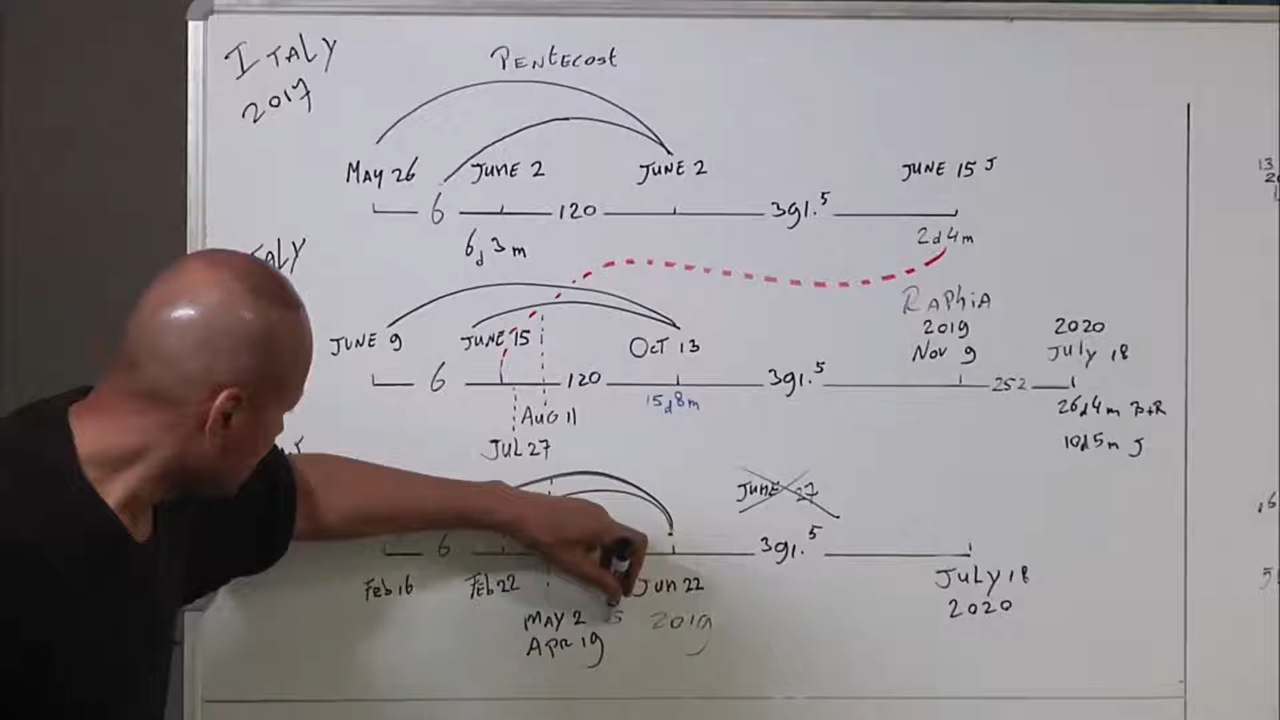 ITALY
2017
PENTECOST
MAY 26 JUNE 2 JUNE 2 JUNE 15 J
6 120 391.5
6d 3m 2d 4m
RAPHIA
2019 2020
JUNE 9 JUNE 15 OCT 13 Nov 9 July 18
6 120 391.5 252
15d 8m 26d 4m B+R
AUG 11 10d 5m J
JUL 27
JUNE 27
6 391.5
Feb 16 Feb 22 Jun 22 JULY 18
MAY 2 2019 2020
APR 19